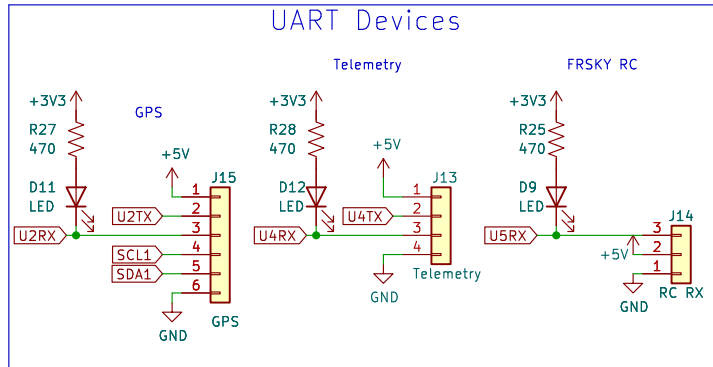 UART Devices
Telemetry
FRSKY RC
GPS
+3V3
R27
470
D11
LED
U2RX
+5V
U2TX
SCL1
SDA1
GND
J15
1
2
3
4
5
6
GPS
+3V3
R28
470
D12
LED
U4RX
+5V
U4TX
GND
J13
1
2
3
4
Telemetry
+3V3
R25
470
D9
LED
U5RX
+5V
GND
J14
3
2
1
RC RX